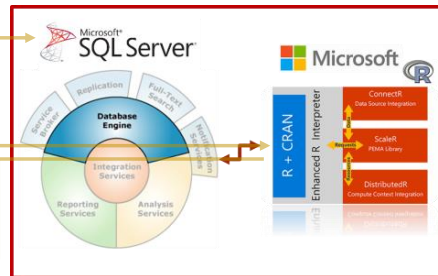 Microsoft®
SQL Server
Service
Broker
Replication
Full-Text
Search
Notification
Services
Database
Engine
Integration
Services
Reporting
Services
Analysis
Services
Microsoft
R
R + CRAN
Enhanced R Interpreter
ConnectR
Data Source Integration
ScaleR
PEMA Library
Requests
DistributedR
Compute Context Integration